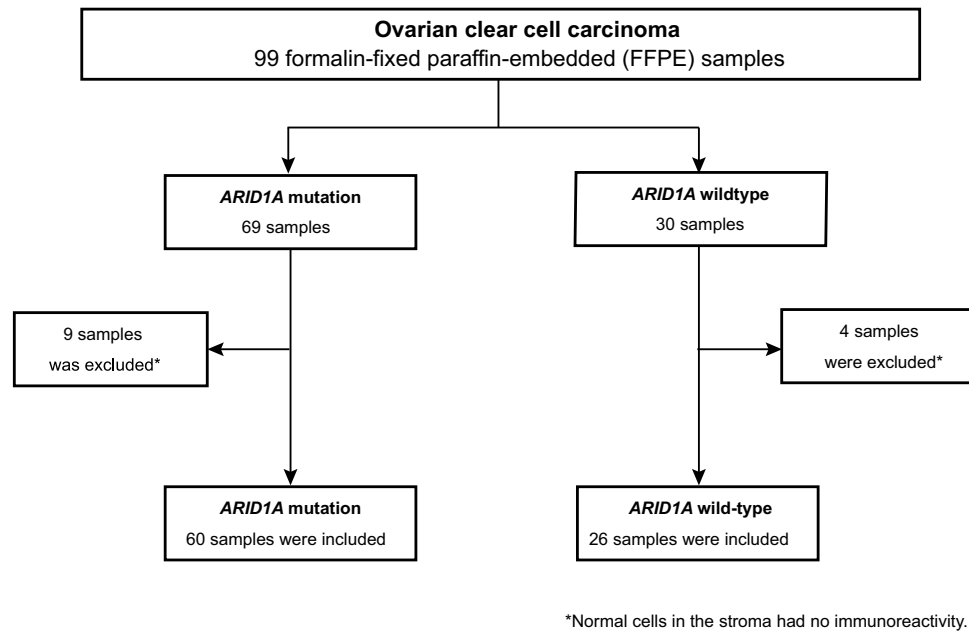 Ovarian clear cell carcinoma
99 formalin-fixed paraffin-embedded (FFPE) samples
ARID1A mutation
69 samples
ARID1A wildtype
30 samples
9 samples
was excluded*
4 samples
were excluded*
ARID1A mutation
60 samples were included
ARID1A wild-type
26 samples were included
*Normal cells in the stroma had no immunoreactivity.